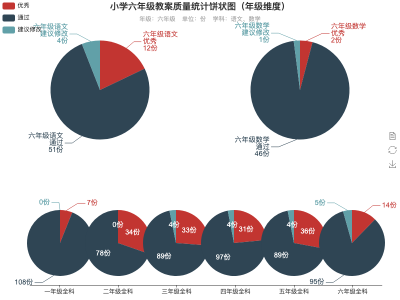 小学六年级教案质量统计饼状图（年级维度）
年级：六年级　单位：份　学科：语文、数学
优秀
通过
建议修改
六年级语文
建议修改
4份
六年级语文
优秀
12份
六年级语文
通过
51份
六年级数学
建议修改
1份
六年级数学
优秀
2份
六年级数学
通过
46份
0份
7份
108份
0份
34份
78份
4份
33份
89份
4份
31份
97份
4份
36份
89份
5份
14份
95份
一年级全科
二年级全科
三年级全科
四年级全科
五年级全科
六年级全科